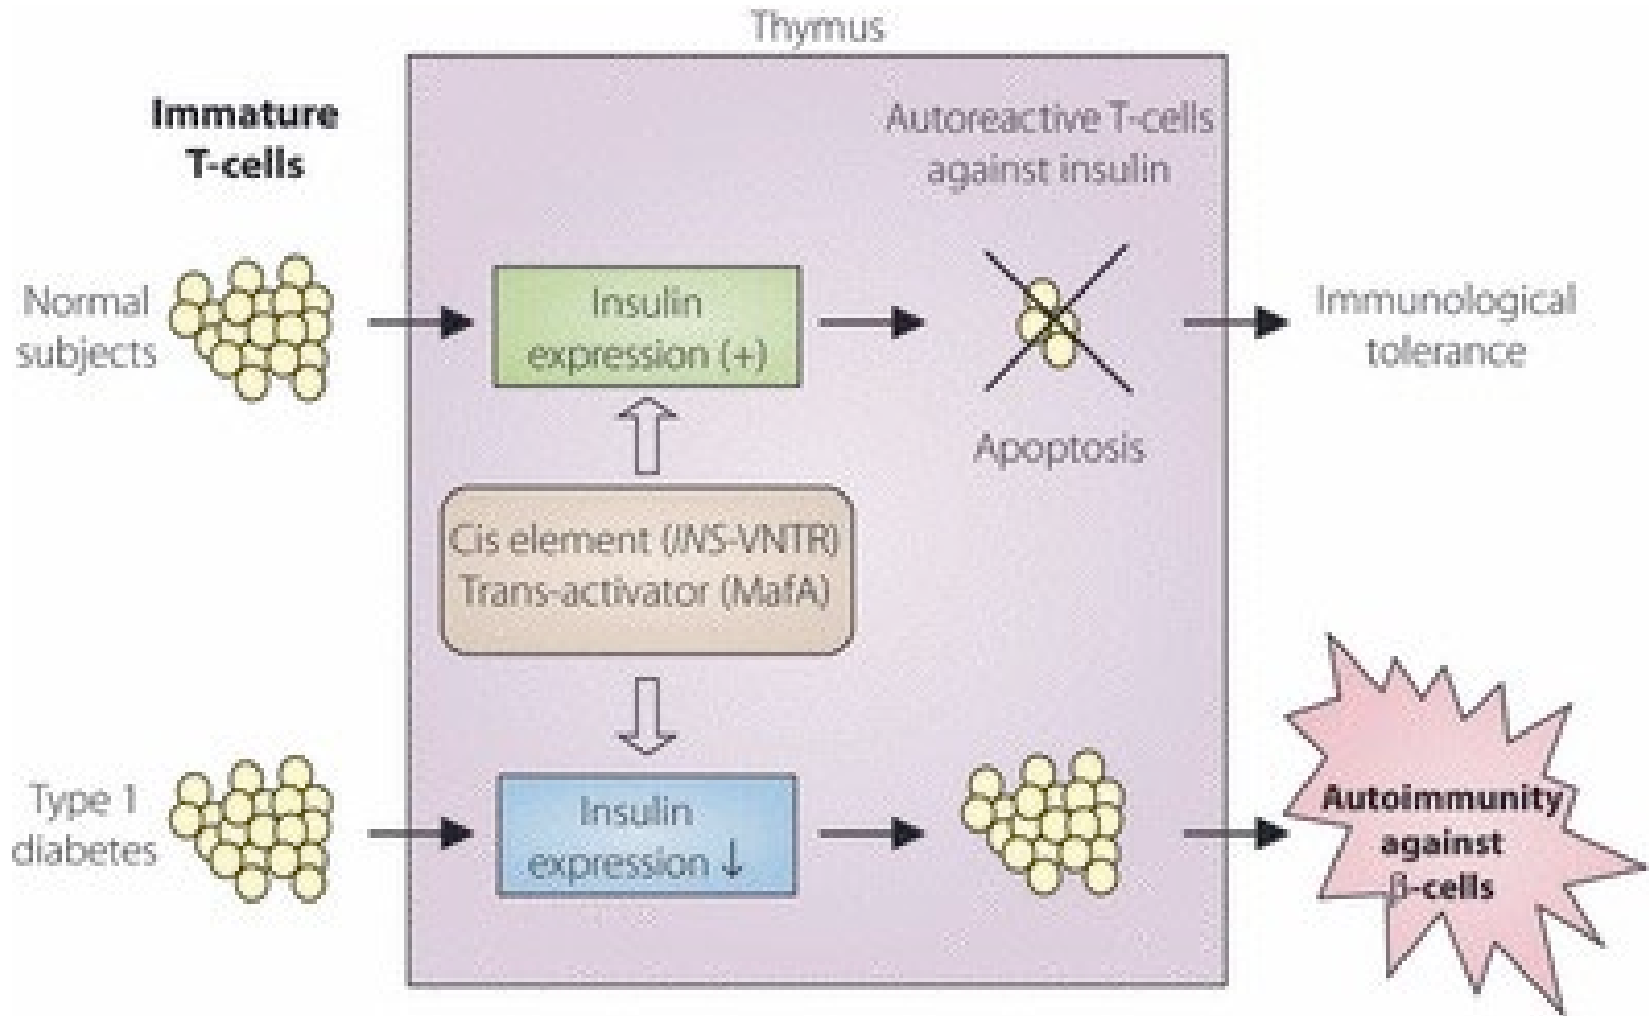 Thymus
Immature
T-cells
Autoreactive T-cells
against insulin
Normal
subjects
Insulin
expression (+)
Immunological
tolerance
Apoptosis
Cis element (INS-VNTR)
Trans-activator (MafA)
Type 1
diabetes
Insulin
expression ↓
Autoimmunity
against
β-cells